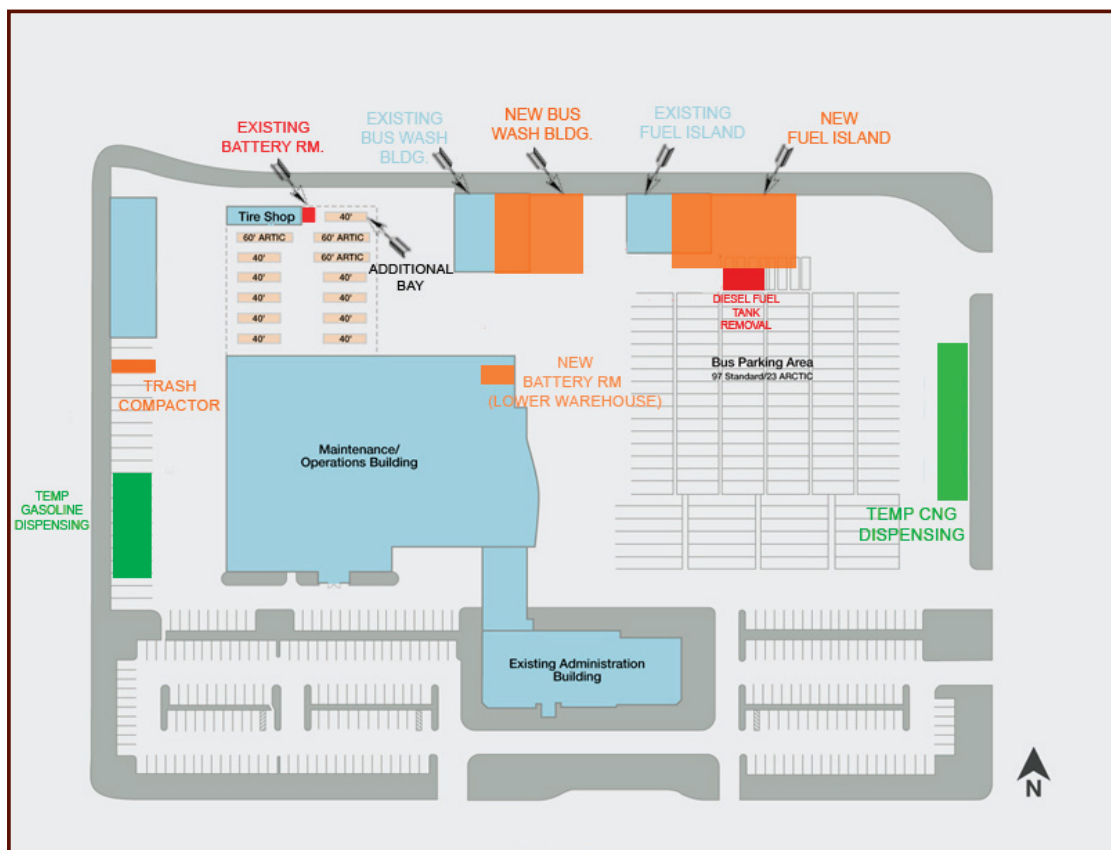 EXISTING
BATTERY RM.
EXISTING
BUS WASH
BLDG.
NEW BUS
WASH BLDG.
EXISTING
FUEL ISLAND
NEW
FUEL ISLAND
Tire Shop
40'
60' ARTIC
60' ARTIC
40'
60' ARTIC
40'
40'
40'
40'
40'
40'
40'
40'
ADDITIONAL
BAY
DIESEL FUEL
TANK
REMOVAL
Bus Parking Area
97 Standard/23 ARCTIC
TRASH
COMPACTOR
NEW
BATTERY RM
(LOWER WAREHOUSE)
Maintenance/
Operations Building
TEMP
GASOLINE
DISPENSING
TEMP CNG
DISPENSING
Existing Administration
Building
N